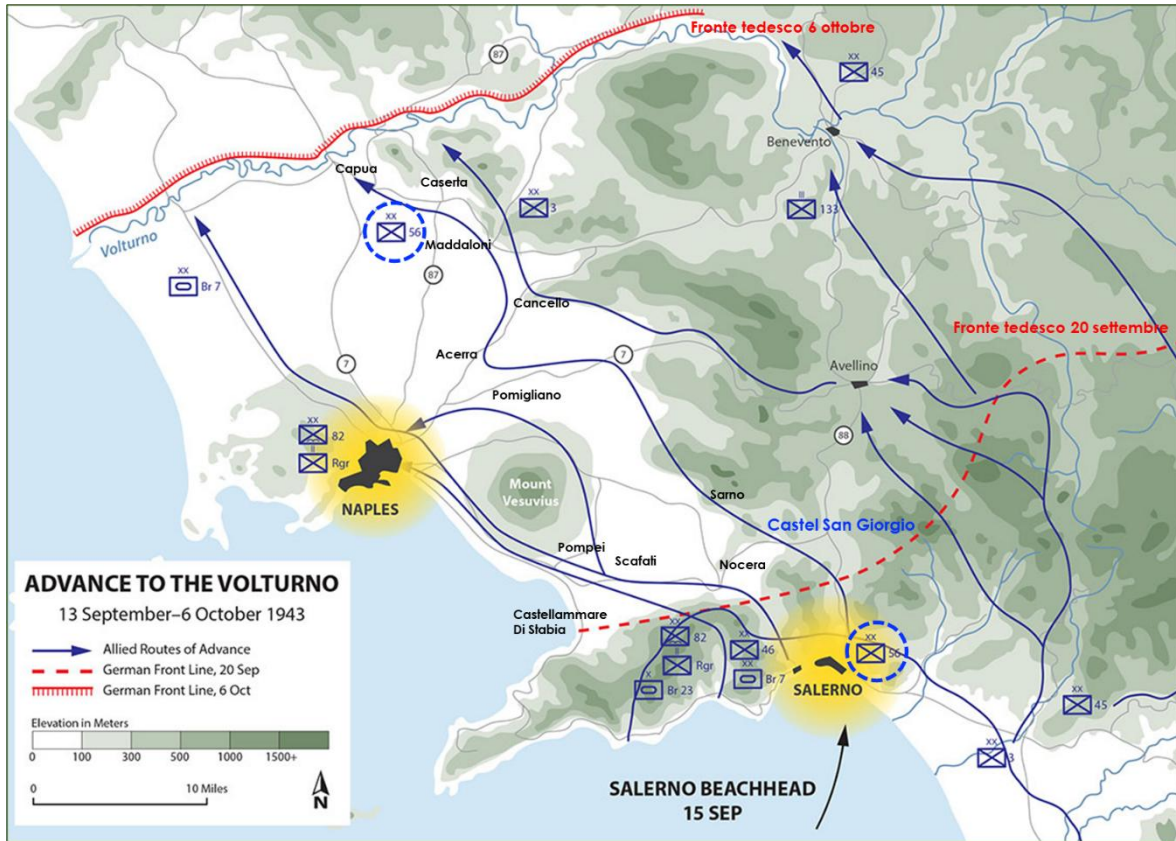 Fronte tedesco 6 ottobre
87
XX
45
Benevento
Capua
Caserta
XX
3
III
133
XX
56
Maddaloni
Volturno
87
XX
Br 7
Cancello
Fronte tedesco 20 settembre
Acerra
7
7
Avellino
Pomigliano
XX
82
II
Rgr
88
Mount
Vesuvius
NAPLES
Sarno
Castel San Giorgio
Pompei
Scafati
Nocera
Castellammare
Di Stabia
XX
82
II
Rgr
X
Br 23
XX
46
XX
Br 7
XX
56
SALERNO
XX
45
XX
3
SALERNO BEACHHEAD
15 SEP
ADVANCE TO THE VOLTURNO
13 September–6 October 1943
Allied Routes of Advance
German Front Line, 20 Sep
German Front Line, 6 Oct
Elevation in Meters
0 100 300 500 1000 1500+
0 10 Miles
N